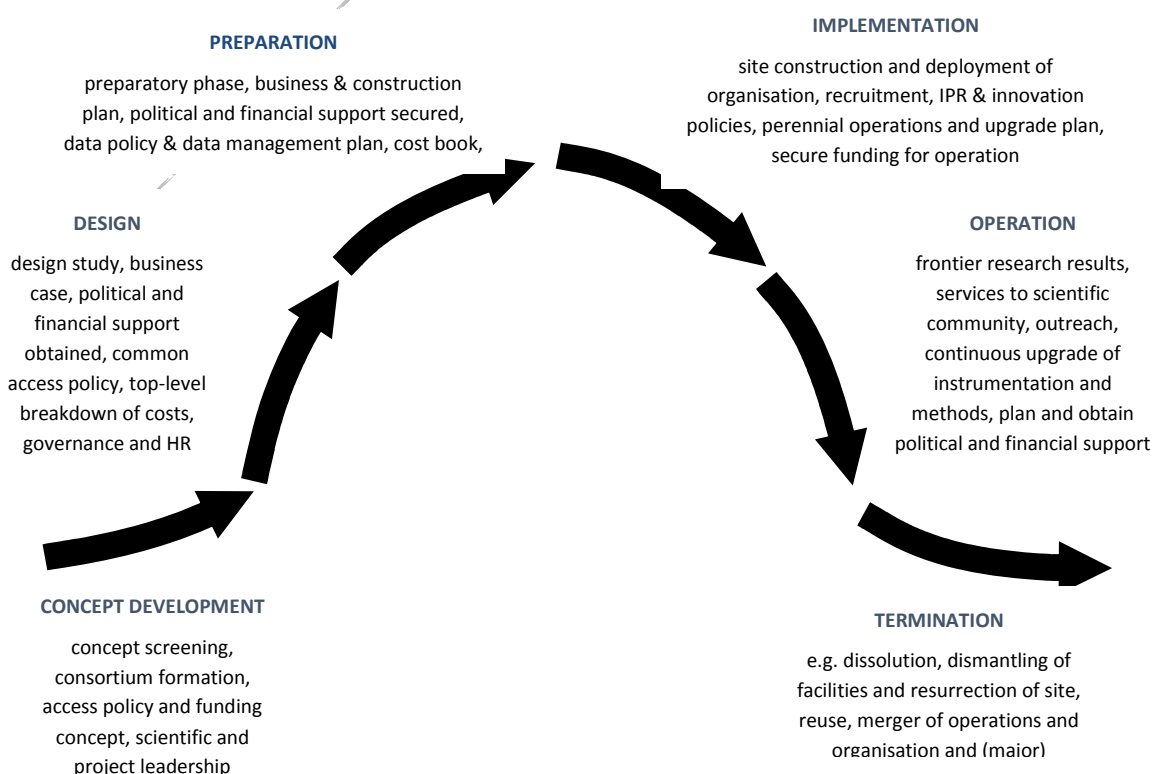 PREPARATION
preparatory phase, business & construction
plan, political and financial support secured,
data policy & data management plan, cost book,
IMPLEMENTATION
site construction and deployment of
organisation, recruitment, IPR & innovation
policies, perennial operations and upgrade plan,
secure funding for operation
DESIGN
design study, business
case, political and
financial support
obtained, common
access policy, top-level
breakdown of costs,
governance and HR
OPERATION
frontier research results,
services to scientific
community, outreach,
continuous upgrade of
instrumentation and
methods, plan and obtain
political and financial support
CONCEPT DEVELOPMENT
concept screening,
consortium formation,
access policy and funding
concept, scientific and
project leadership
TERMINATION
e.g. dissolution, dismantling of
facilities and resurrection of site,
reuse, merger of operations and
organisation and (major)